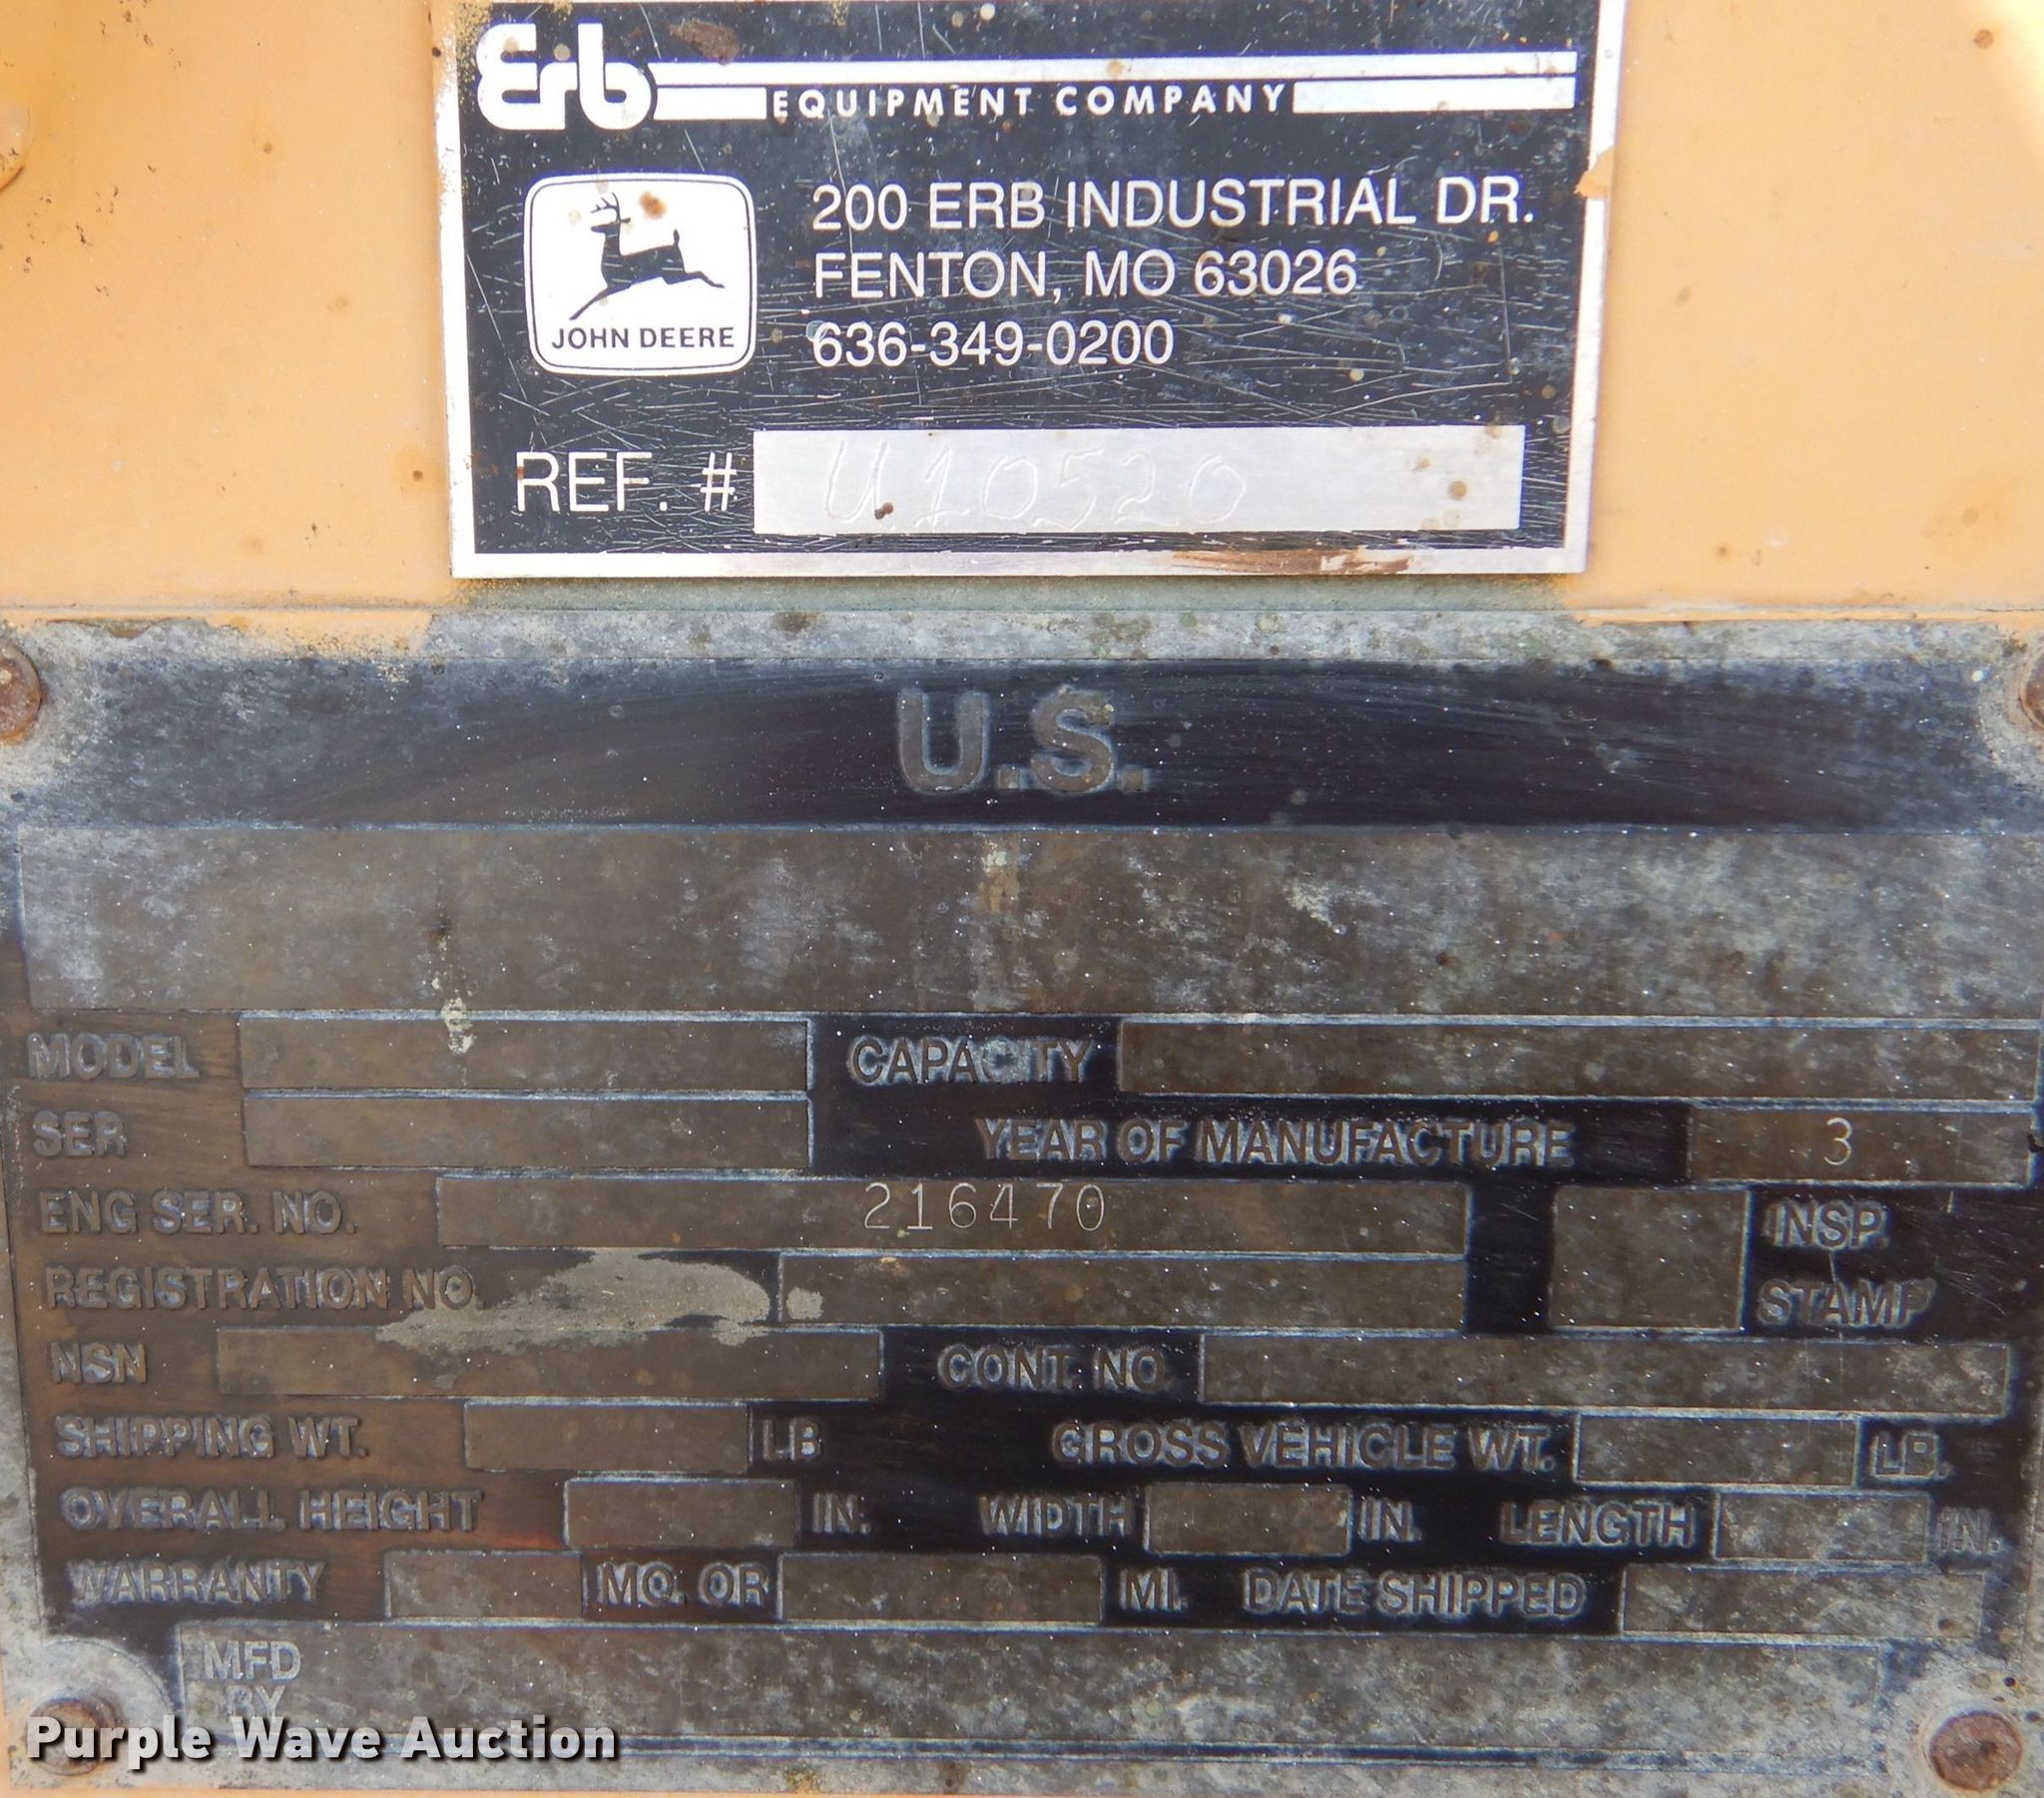 Erb
EQUIPMENT COMPANY
200 ERB INDUSTRIAL DR.
FENTON, MO 63026
636-349-0200
JOHN DEERE
REF. # U10520
U.S.
MODEL CAPACITY
SER YEAR OF MANUFACTURE 3
ENG SER. NO. 216470 INSP.
REGISTRATION NO. STAMP
NSN CONT. NO.
SHIPPING WT. LB GROSS VEHICLE WT. LB.
OVERALL HEIGHT IN. WIDTH IN. LENGTH IN.
WARRANTY MO. OR MI. DATE SHIPPED
MFD
BY
Purple Wave Auction